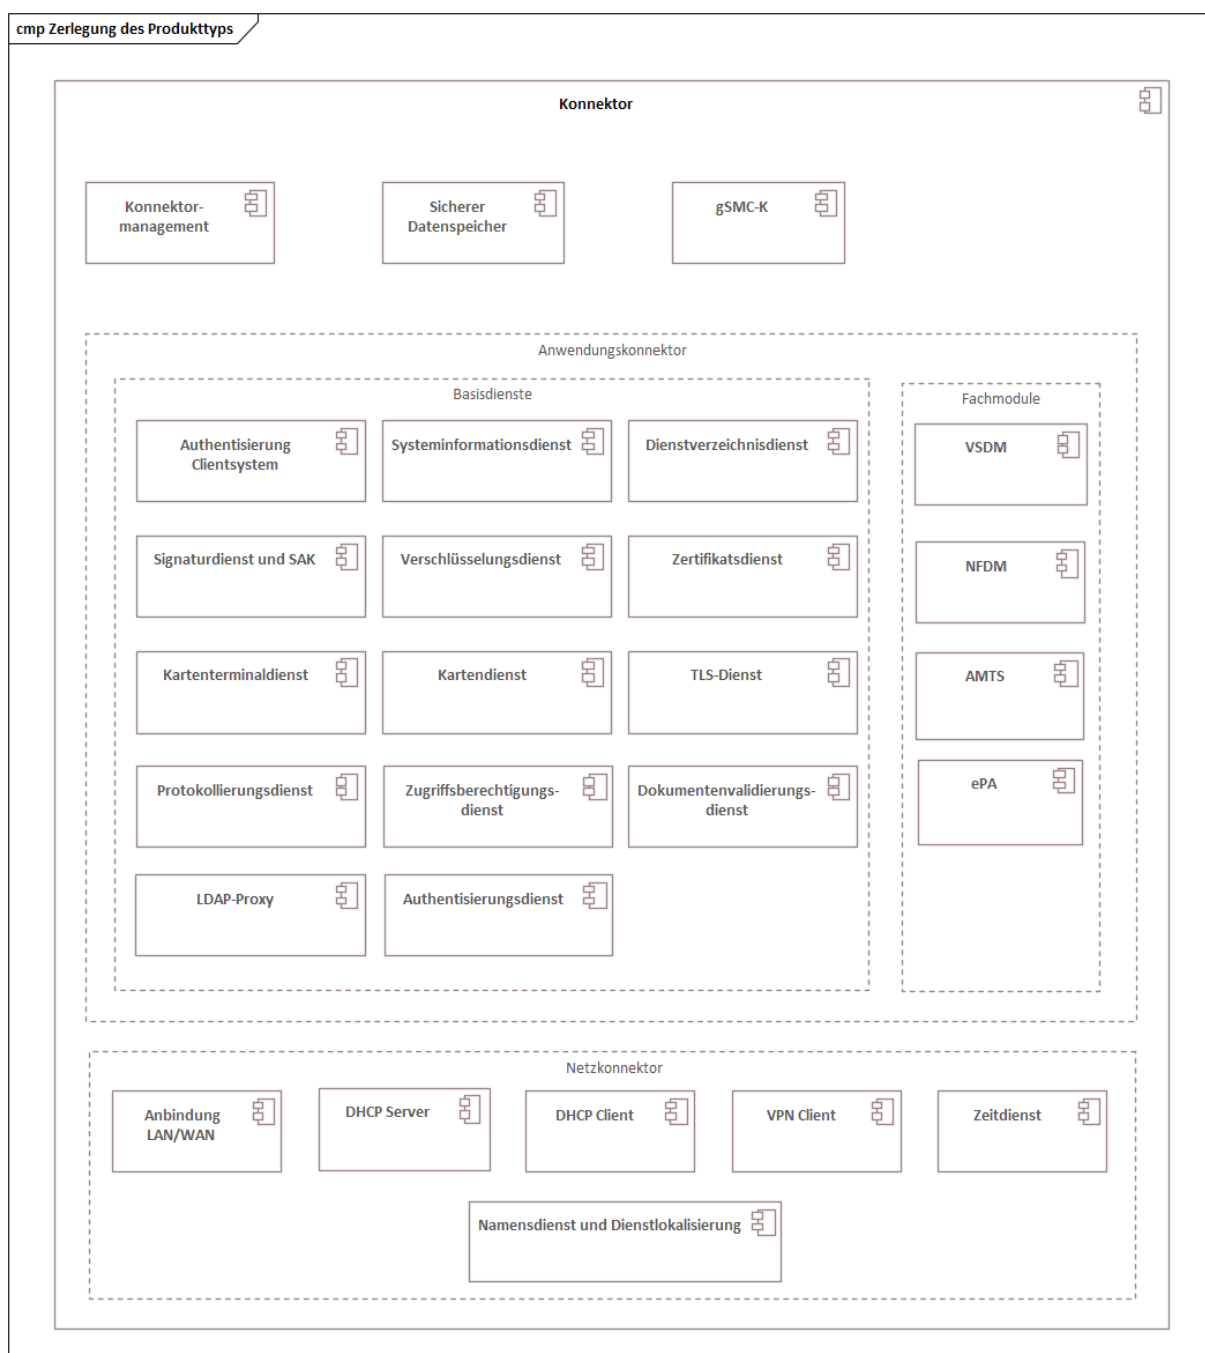 cmp Zerlegung des Produkttyps
Konnektor
Konnektor-
management
Sicherer
Datenspeicher
gSMC-K
Anwendungskonnektor
Basisdienste
Authentisierung
Clientsystem
Systeminformationsdienst
Dienstverzeichnisdienst
Signaturdienst und SAK
Verschlüsselungsdienst
Zertifikatsdienst
Kartenterminaldienst
Kartendienst
TLS-Dienst
Protokollierungsdienst
Zugriffsberechtigungs-
dienst
Dokumentenvalidierungs-
dienst
LDAP-Proxy
Authentisierungsdienst
Fachmodule
VSDM
NFDM
AMTS
ePA
Netzkonnektor
Anbindung
LAN/WAN
DHCP Server
DHCP Client
VPN Client
Zeitdienst
Namensdienst und Dienstlokalisierung